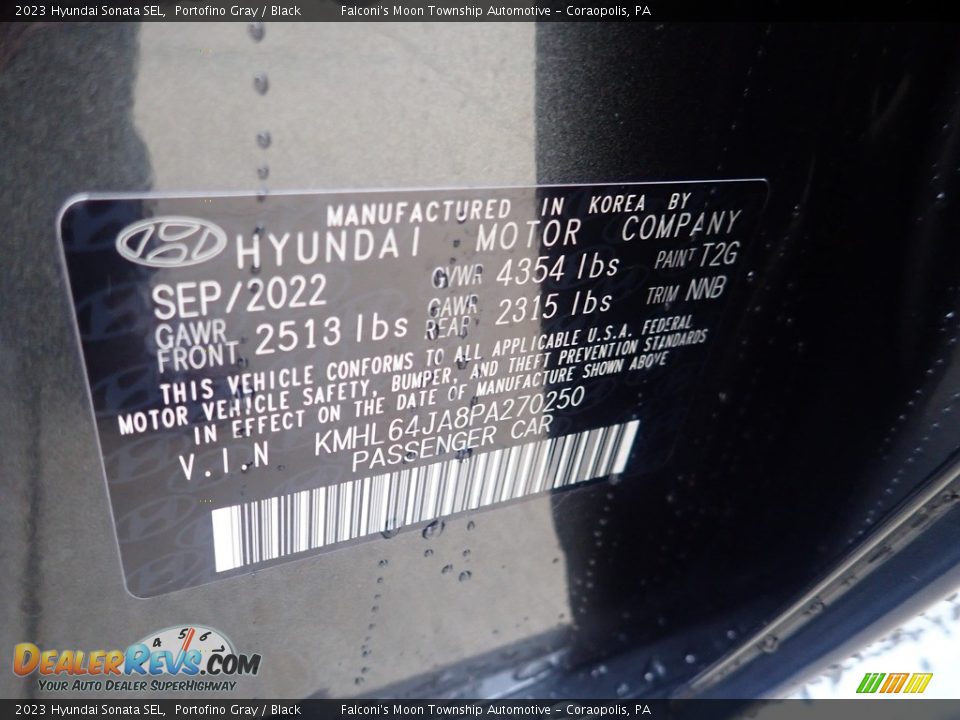 2023 Hyundai Sonata SEL, Portofino Gray / Black Falconi's Moon Township Automotive - Coraopolis, PA
MANUFACTURED IN KOREA BY
HYUNDAI MOTOR COMPANY
SEP/2022 GVWR 4354 lbs PAINT T2G
GAWR FRONT 2513 lbs GAWR REAR 2315 lbs TRIM NNB
THIS VEHICLE CONFORMS TO ALL APPLICABLE U.S.A. FEDERAL
MOTOR VEHICLE SAFETY, BUMPER, AND THEFT PREVENTION STANDARDS
IN EFFECT ON THE DATE OF MANUFACTURE SHOWN ABOVE
V.I.N KMHL64JA8PA270250
PASSENGER CAR
4 5 6 7
DEALERREVS.COM
YOUR AUTO DEALER SUPERHIGHWAY
2023 Hyundai Sonata SEL, Portofino Gray / Black Falconi's Moon Township Automotive - Coraopolis, PA